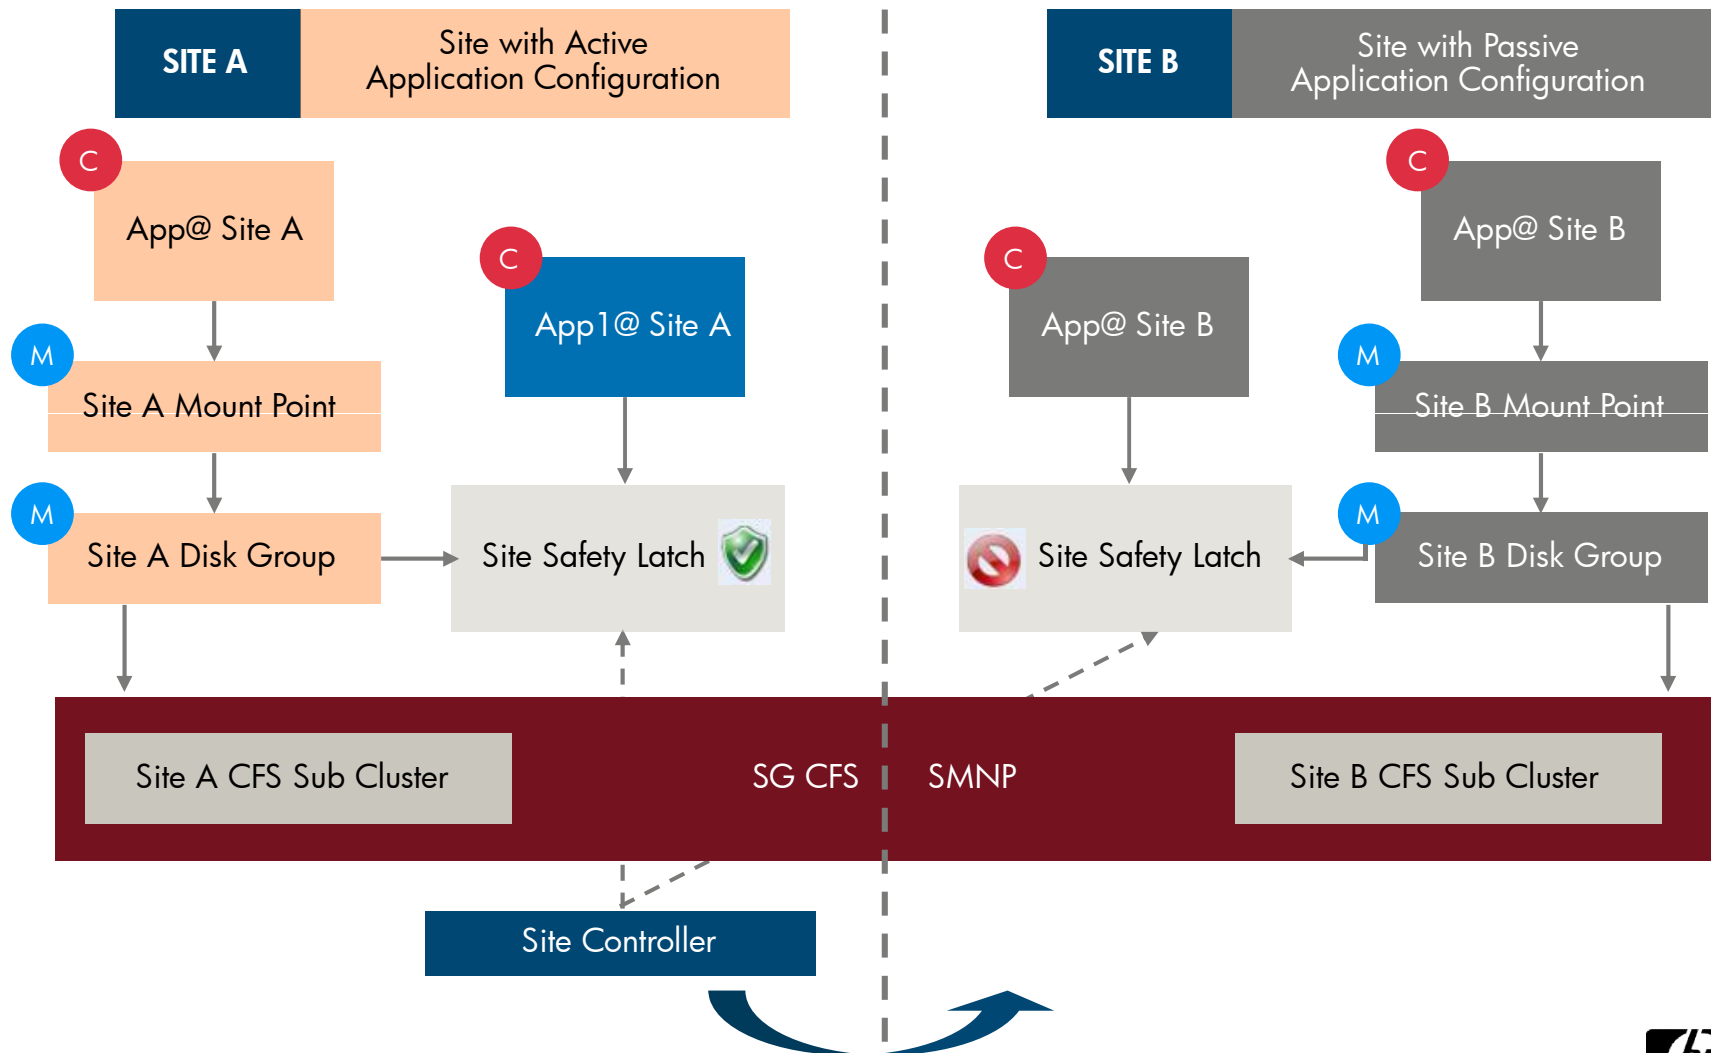 SITE A
Site with Active
Application Configuration
SITE B
Site with Passive
Application Configuration
C
App@ Site A
C
App1@ Site A
M
Site A Mount Point
M
Site A Disk Group
Site Safety Latch
C
App@ Site B
C
App@ Site B
M
Site B Mount Point
M
Site B Disk Group
Site Safety Latch
Site A CFS Sub Cluster
SG CFS
SMNP
Site B CFS Sub Cluster
Site Controller